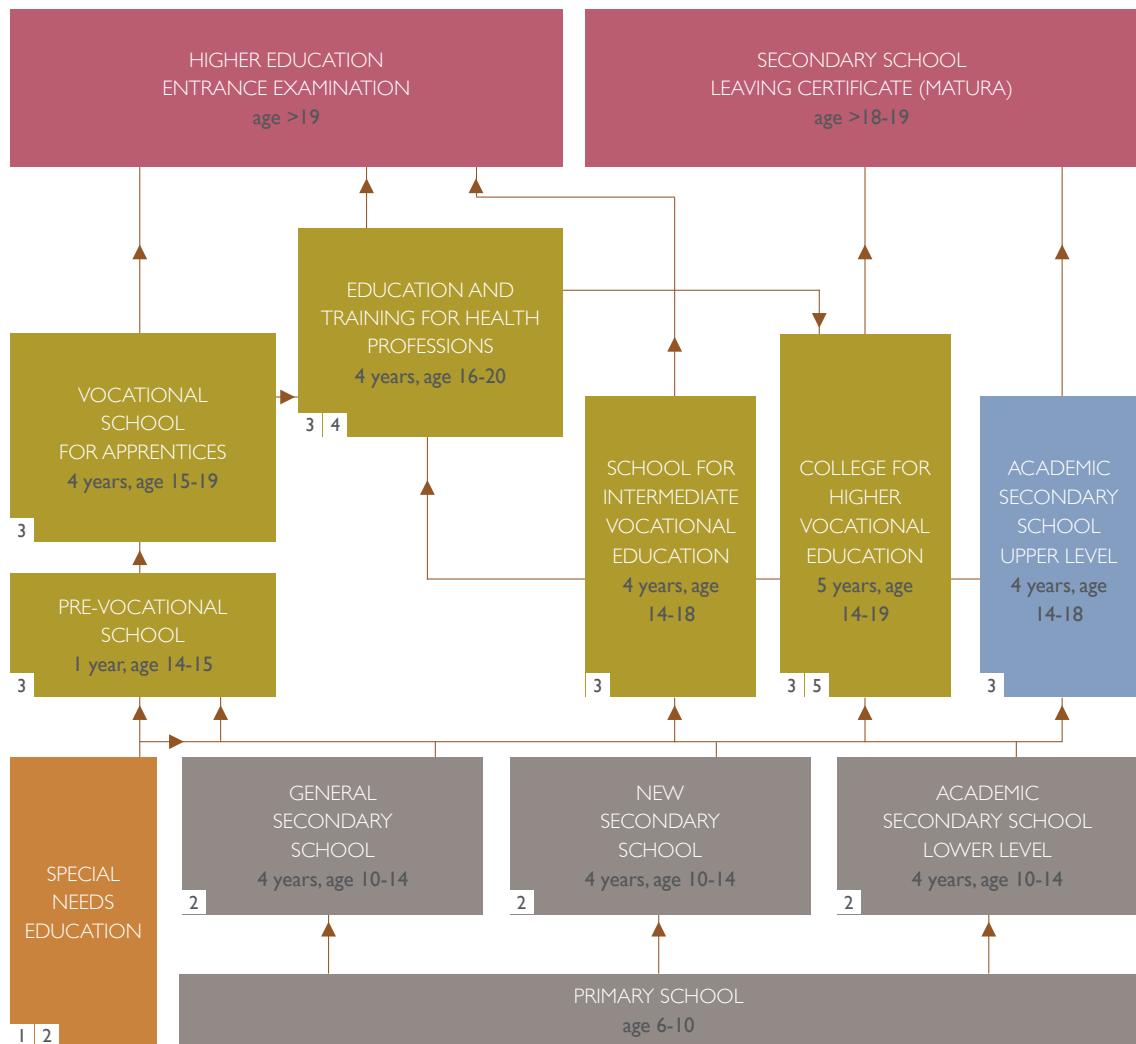 HIGHER EDUCATION
ENTRANCE EXAMINATION
age >19
SECONDARY SCHOOL
LEAVING CERTIFICATE (MATURA)
age >18-19
EDUCATION AND
TRAINING FOR HEALTH
PROFESSIONS
4 years, age 16-20
3 4
VOCATIONAL
SCHOOL
FOR APPRENTICES
4 years, age 15-19
3
SCHOOL FOR
INTERMEDIATE
VOCATIONAL
EDUCATION
4 years, age
14-18
3
COLLEGE FOR
HIGHER
VOCATIONAL
EDUCATION
5 years, age
14-19
3 5
ACADEMIC
SECONDARY
SCHOOL
UPPER LEVEL
4 years, age
14-18
3
PRE-VOCATIONAL
SCHOOL
1 year, age 14-15
3
SPECIAL
NEEDS
EDUCATION
1 2
GENERAL
SECONDARY
SCHOOL
4 years, age 10-14
2
NEW
SECONDARY
SCHOOL
4 years, age 10-14
2
ACADEMIC
SECONDARY SCHOOL
LOWER LEVEL
4 years, age 10-14
2
PRIMARY SCHOOL
age 6-10